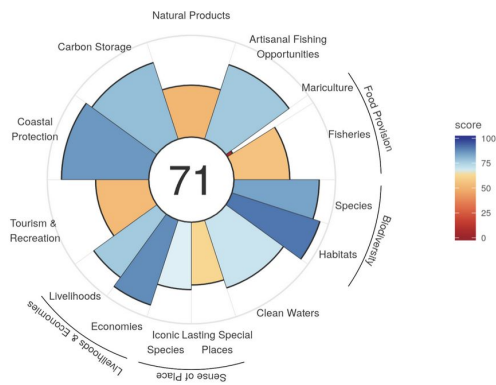 Natural Products
Artisanal Fishing
Opportunities
Carbon Storage
Mariculture
Food Provision
Fisheries
Coastal
Protection
71
Species
Biodiversity
Habitats
Tourism &
Recreation
Clean Waters
Livelihoods
Economies
Livelihoods & Economies
Iconic
Species
Lasting Special
Places
Sense of Place
score
100
75
50
25
0